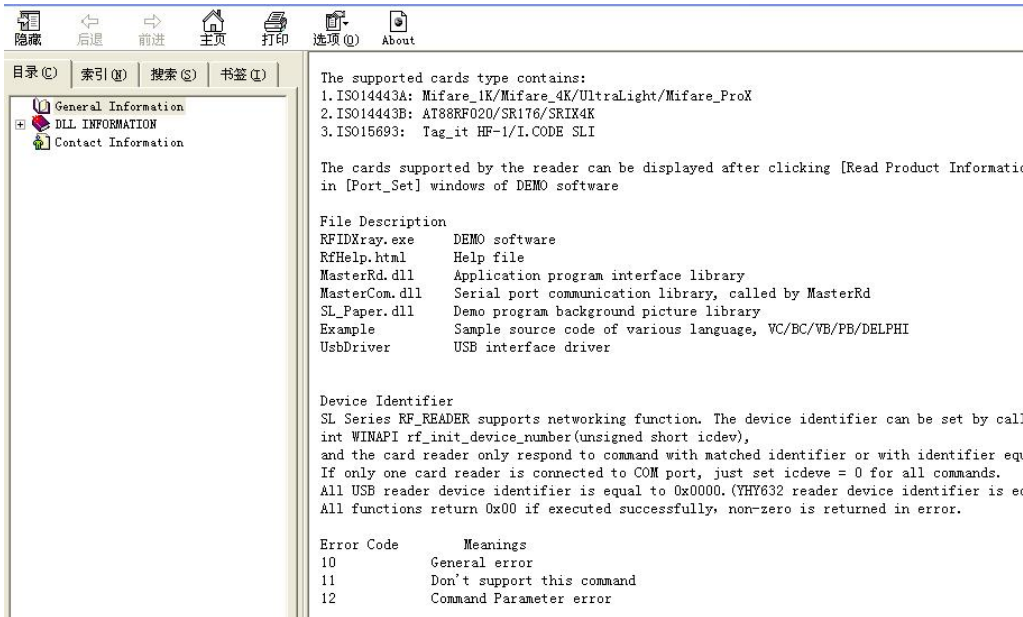 隐藏 后退 前进 主页 打印 选项(O) About
目录(C) 索引(N) 搜索(S) 书签(I)
General Information
DLL INFORMATION
Contact Information
The supported cards type contains:
1.ISO14443A: Mifare_1K/Mifare_4K/UltraLight/Mifare_ProX
2.ISO14443B: AT88RF020/SR176/SRIX4K
3.ISO15693: Tag_it HF-1/I.CODE SLI
The cards supported by the reader can be displayed after clicking [Read Product Informatio
in [Port_Set] windows of DEMO software
File Description
RFIDXray.exe DEMO software
RfHelp.html Help file
MasterRd.dll Application program interface library
MasterCom.dll Serial port communication library, called by MasterRd
SL_Paper.dll Demo program background picture library
Example Sample source code of various language, VC/BC/VB/PB/DELPHI
UsbDriver USB interface driver
Device Identifier
SL Series RF_READER supports networking function. The device identifier can be set by call
int WINAPI rf_init_device_number(unsigned short icdev),
and the card reader only respond to command with matched identifier or with identifier equ
If only one card reader is connected to COM port, just set icdeve = 0 for all commands.
All USB reader device identifier is equal to 0x0000.(YHY632 reader device identifier is eq
All functions return 0x00 if executed successfully, non-zero is returned in error.
Error Code Meanings
10 General error
11 Don't support this command
12 Command Parameter error